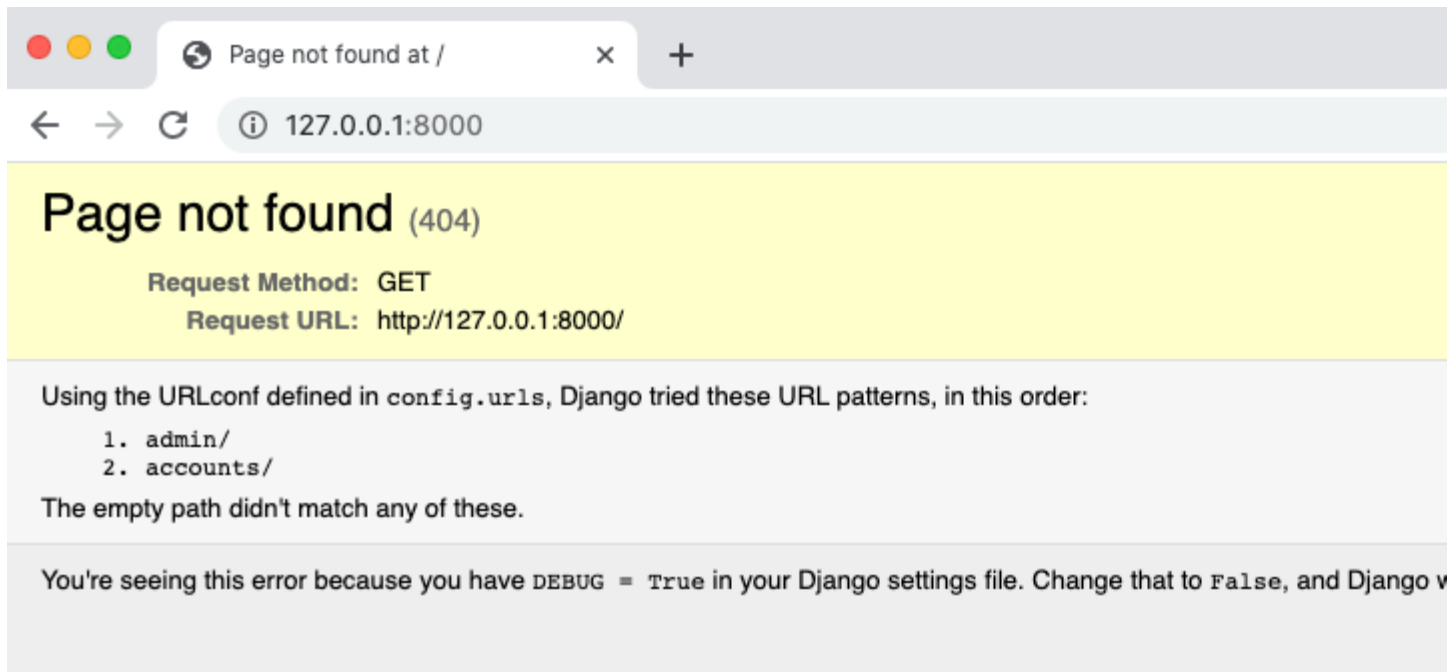 Page not found at /
127.0.0.1:8000
Page not found (404)
Request Method: GET
Request URL: http://127.0.0.1:8000/
Using the URLconf defined in config.urls, Django tried these URL patterns, in this order:
1. admin/
2. accounts/
The empty path didn't match any of these.
You're seeing this error because you have DEBUG = True in your Django settings file. Change that to False, and Django